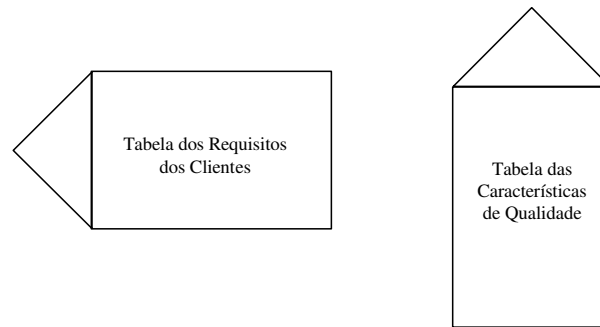 Tabela dos Requisitos
dos Clientes
Tabela das
Características
de Qualidade